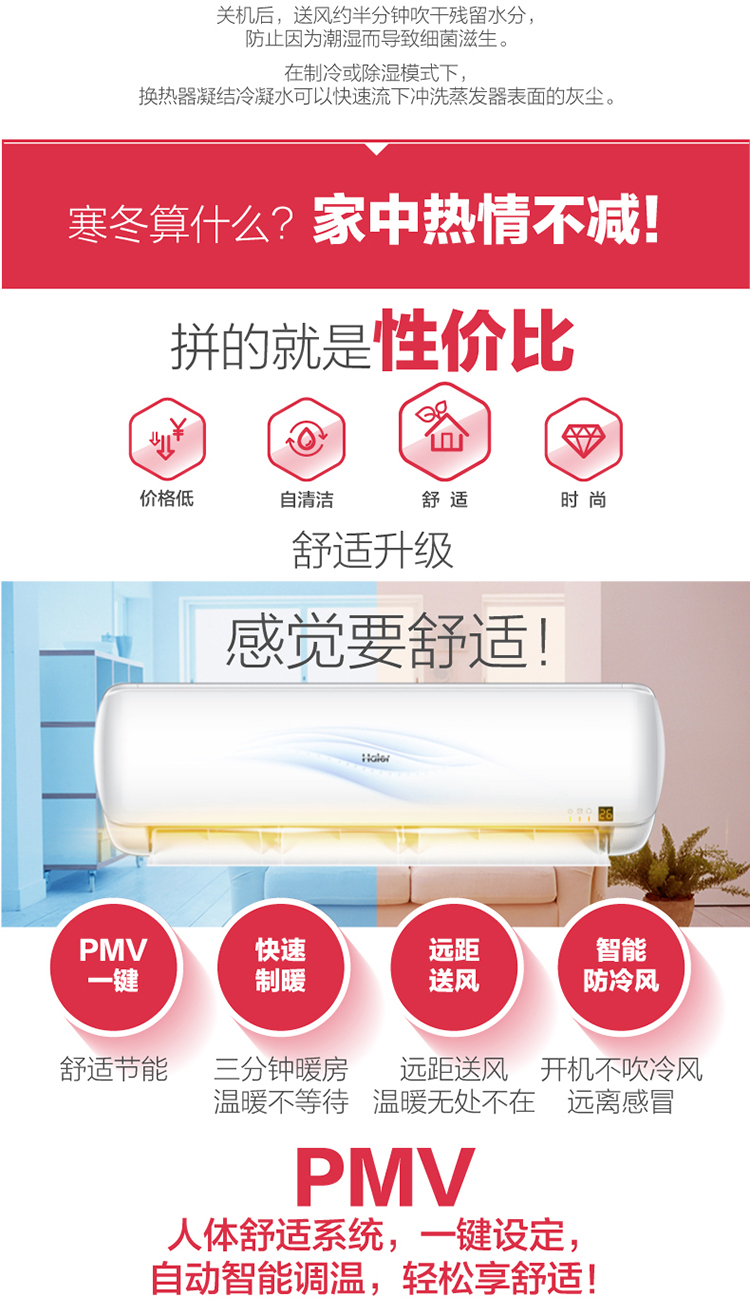 关机后，送风约半分钟吹干残留水分，
防止因为潮湿而导致细菌滋生。
在制冷或除湿模式下，
换热器凝结冷凝水可以快速流下冲洗蒸发器表面的灰尘。
寒冬算什么？家中热情不减！
拼的就是性价比
¥
价格低 自清洁 舒 适 时 尚
舒适升级
感觉要舒适！
Haier
26
PMV 快速 远距 智能
一键 制暖 送风 防冷风
舒适节能 三分钟暖房 远距送风 开机不吹冷风
温暖不等待 温暖无处不在 远离感冒
PMV
人体舒适系统，一键设定，
自动智能调温，轻松享舒适！